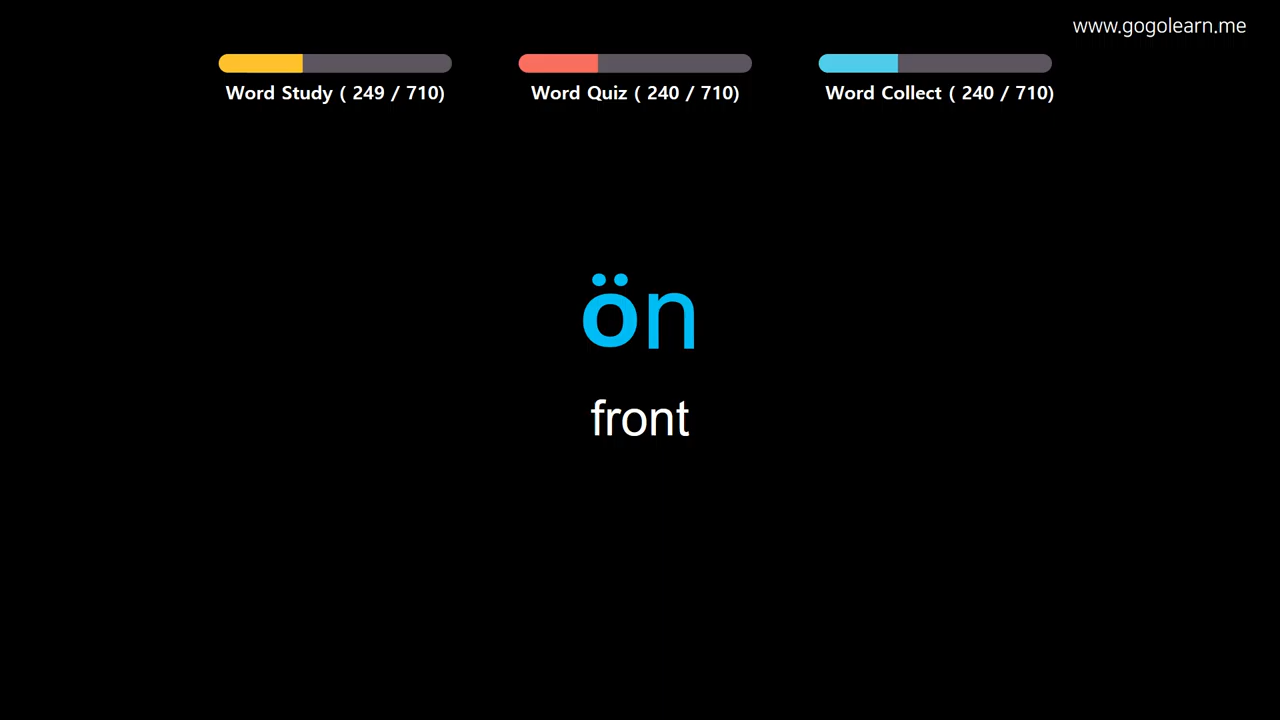 www.gogolearn.me
Word Study ( 249 / 710)
Word Quiz ( 240 / 710)
Word Collect ( 240 / 710)
ön
front